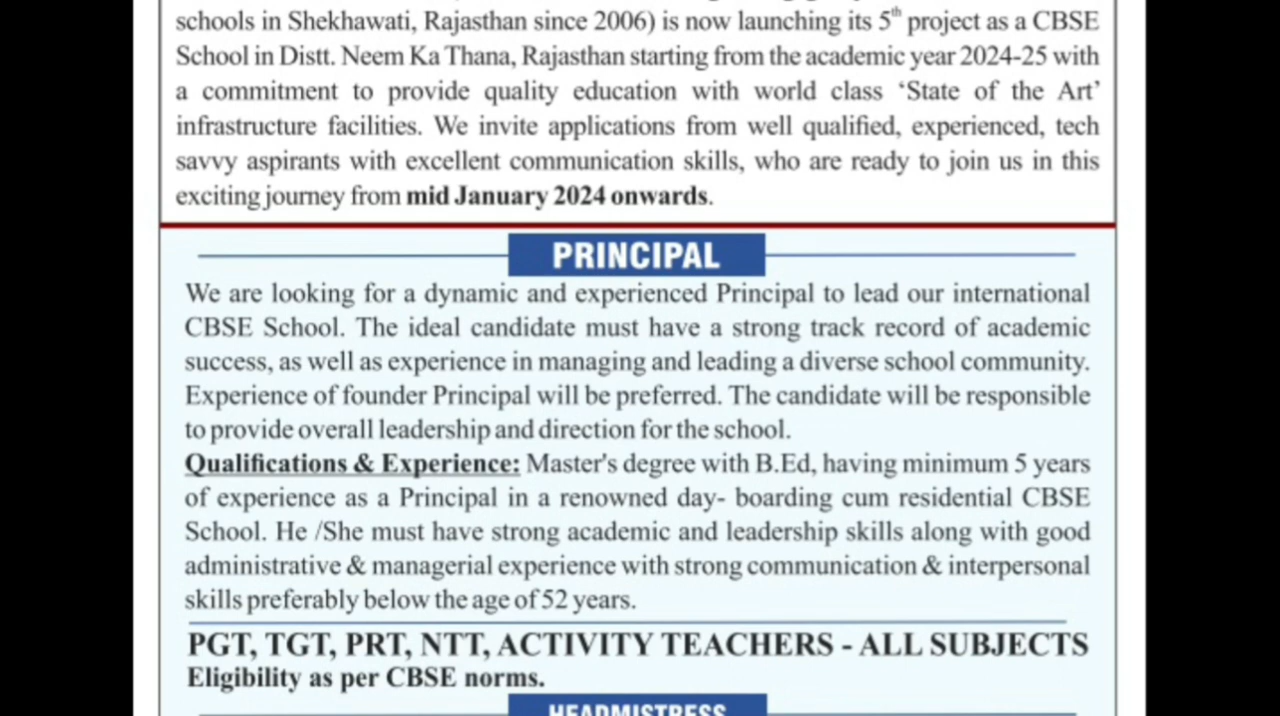 schools in Shekhawati, Rajasthan since 2006) is now launching its 5th project as a CBSE
School in Distt. Neem Ka Thana, Rajasthan starting from the academic year 2024-25 with
a commitment to provide quality education with world class ‘State of the Art’
infrastructure facilities. We invite applications from well qualified, experienced, tech
savvy aspirants with excellent communication skills, who are ready to join us in this
exciting journey from mid January 2024 onwards.
PRINCIPAL
We are looking for a dynamic and experienced Principal to lead our international
CBSE School. The ideal candidate must have a strong track record of academic
success, as well as experience in managing and leading a diverse school community.
Experience of founder Principal will be preferred. The candidate will be responsible
to provide overall leadership and direction for the school.
Qualifications & Experience: Master's degree with B.Ed, having minimum 5 years
of experience as a Principal in a renowned day- boarding cum residential CBSE
School. He /She must have strong academic and leadership skills along with good
administrative & managerial experience with strong communication & interpersonal
skills preferably below the age of 52 years.
PGT, TGT, PRT, NTT, ACTIVITY TEACHERS - ALL SUBJECTS
Eligibility as per CBSE norms.
HEADMISTRESS